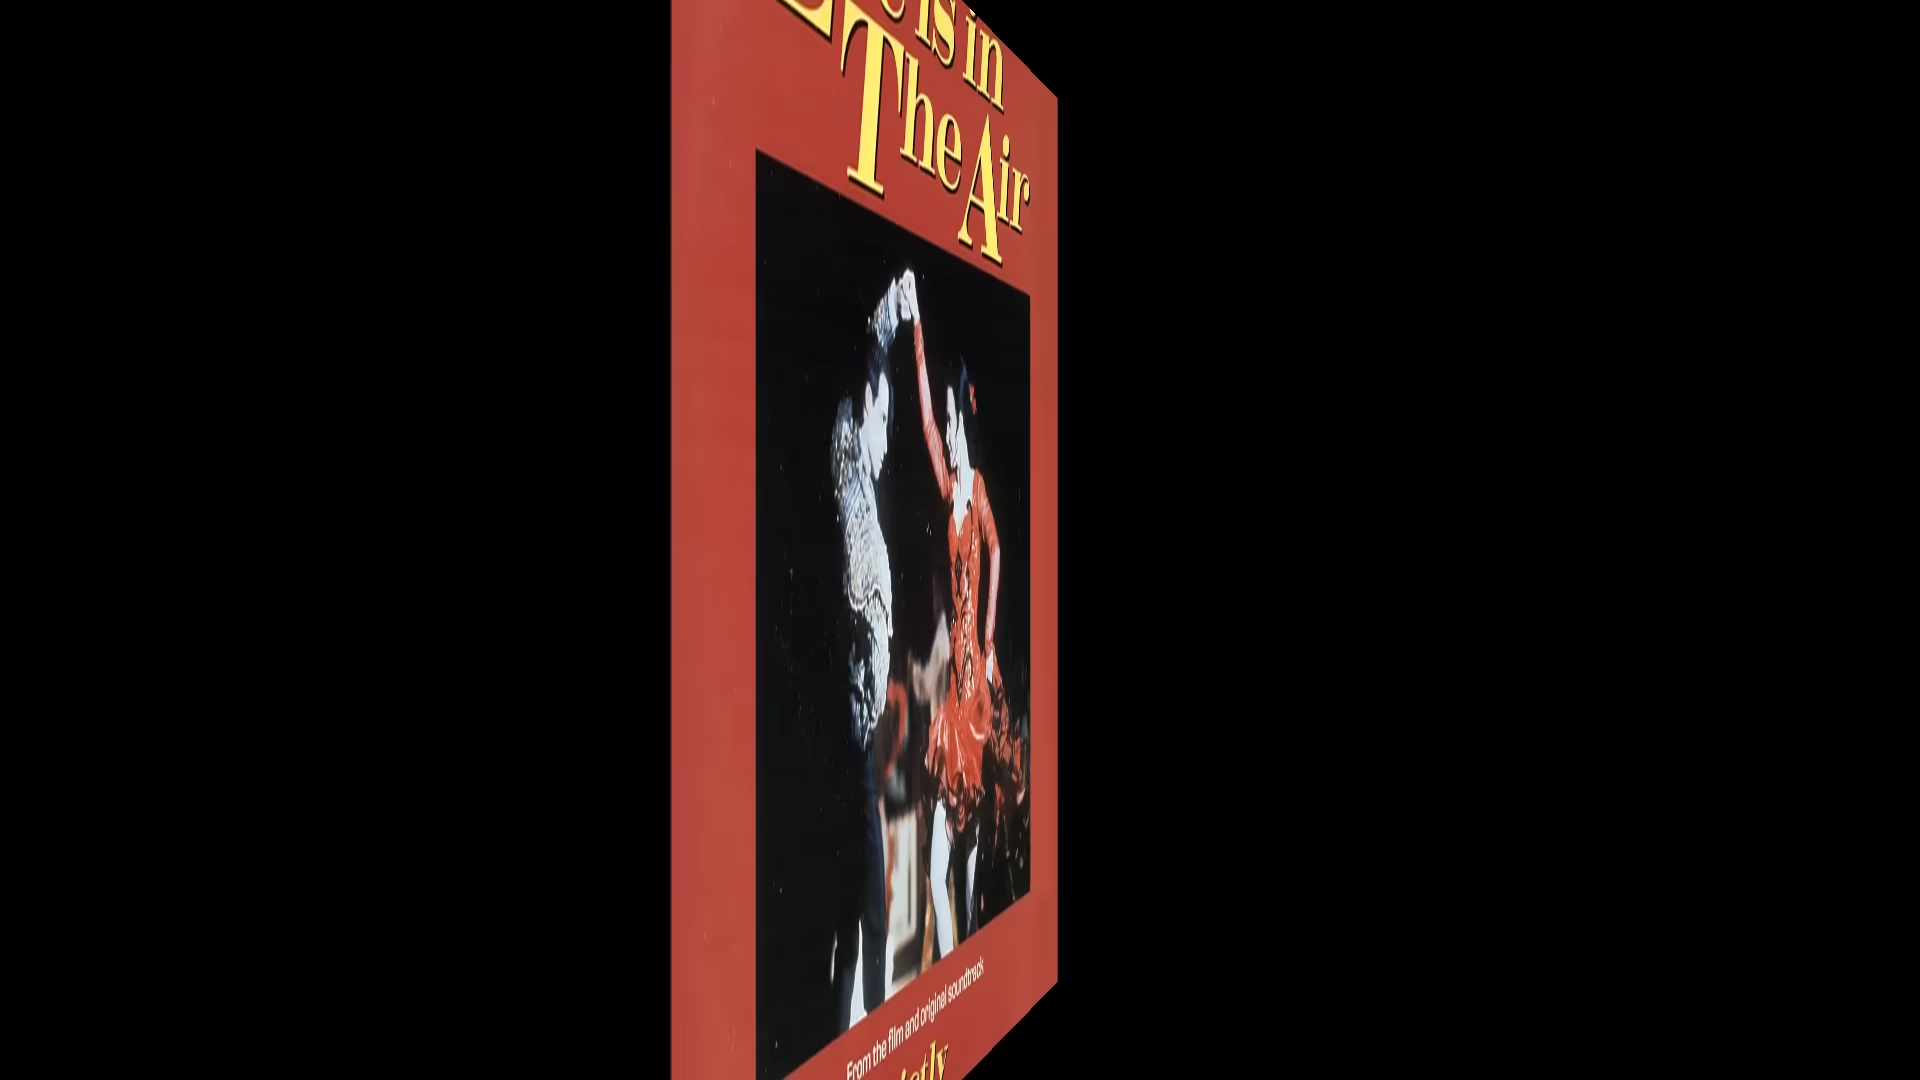 is in
The Air
From the film and original soundtrack